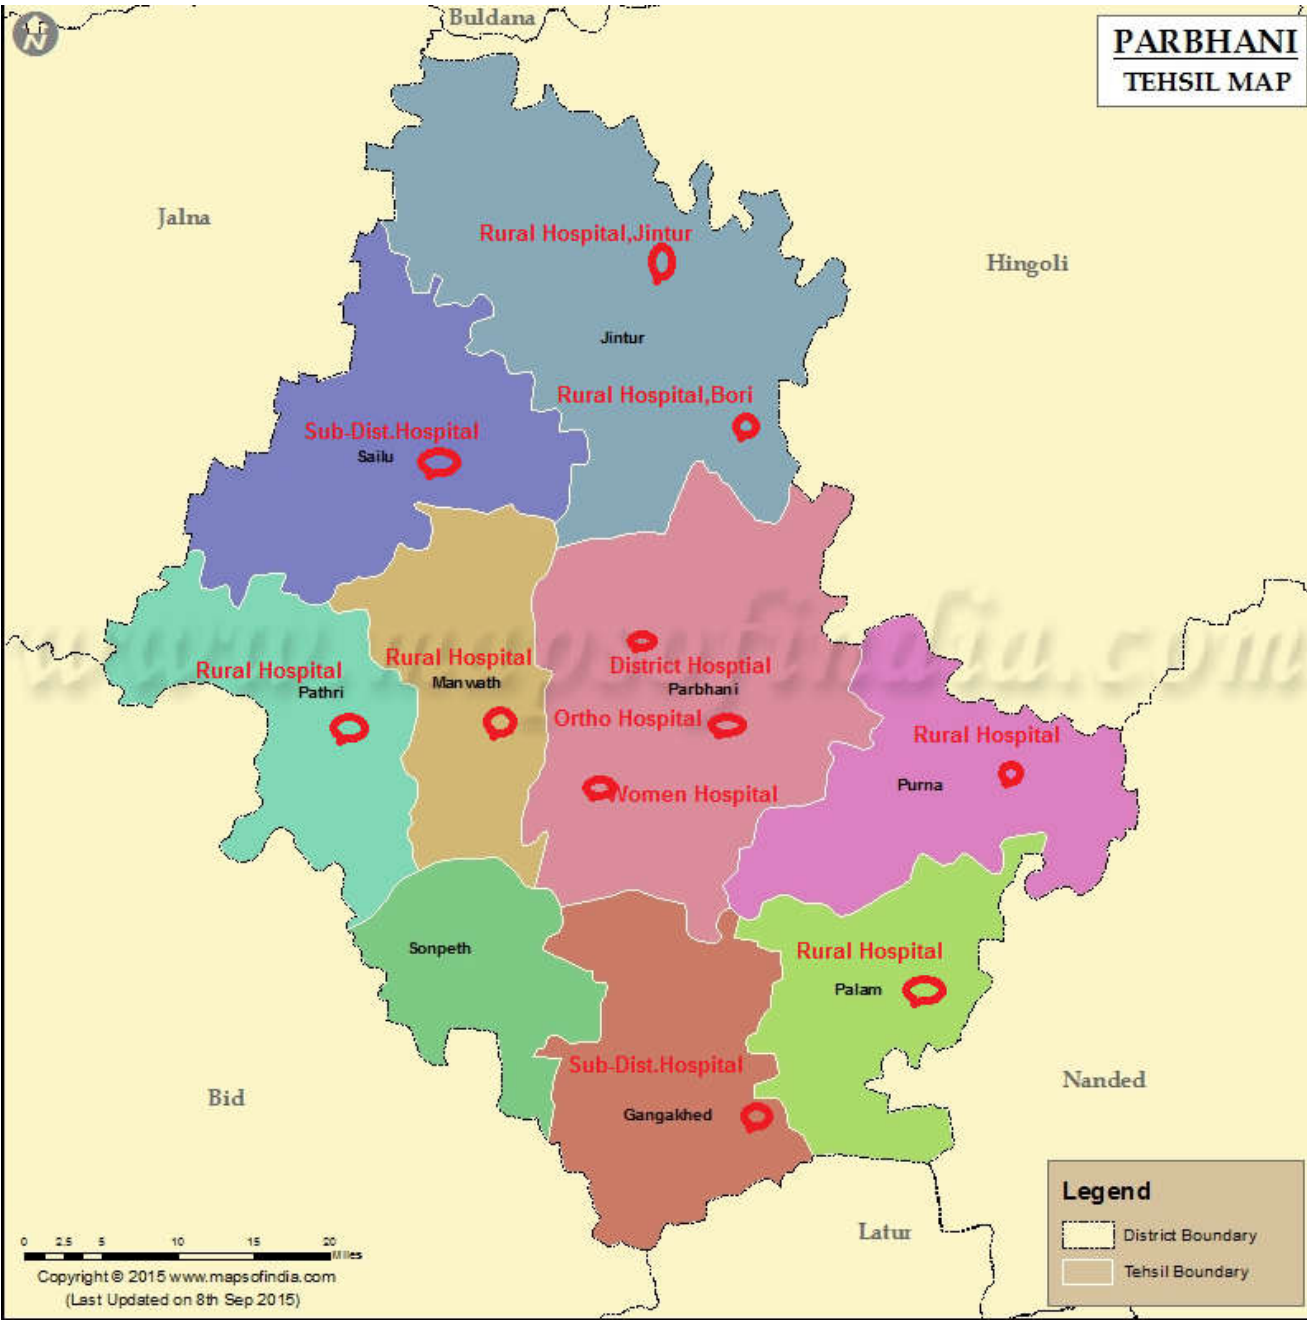 Buldana
N
PARBHANI
TEHSIL MAP
Jalna
Rural Hospital,Jintur
Hingoli
Jintur
Rural Hospital,Bori
Sub-Dist.Hospital
Sailu
www.mapsofindia.com
Rural Hospital
Pathri
Rural Hospital
Manwath
District Hosptial
Parbhani
Ortho Hospital
Women Hospital
Rural Hospital
Purna
Sonpeth
Rural Hospital
Palam
Sub-Dist.Hospital
Gangakhed
Bid
Nanded
Latur
Legend
District Boundary
Tehsil Boundary
0 2.5 5 10 15 20
Miles
Copyright © 2015 www.mapsofindia.com
(Last Updated on 8th Sep 2015)